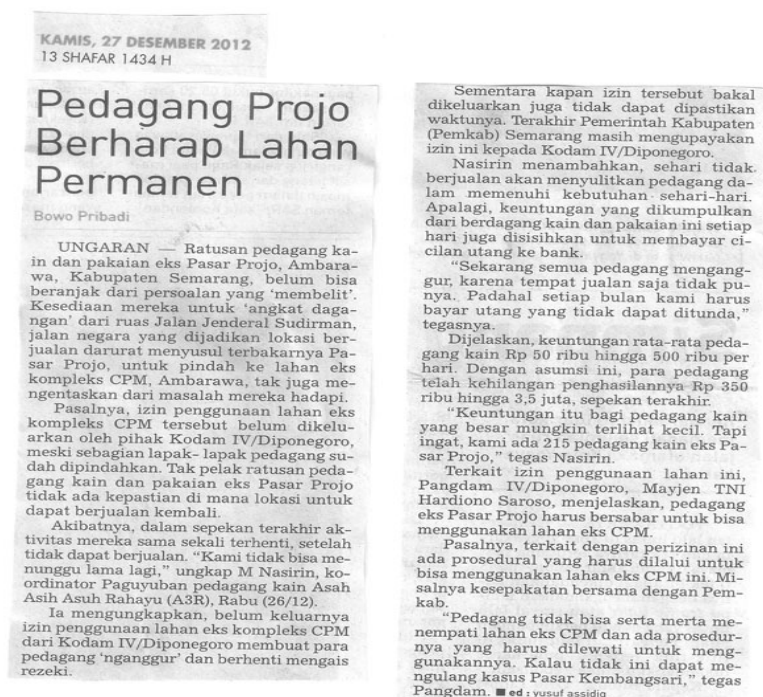 KAMIS, 27 DESEMBER 2012
13 SHAFAR 1434 H
Pedagang Projo
Berharap Lahan
Permanen
Bowo Pribadi
UNGARAN — Ratusan pedagang ka-
in dan pakaian eks Pasar Projo, Ambara-
wa, Kabupaten Semarang, belum bisa
beranjak dari persoalan yang ‘membelit’.
Kesediaan mereka untuk ‘angkat daga-
ngan’ dari ruas Jalan Jenderal Sudirman,
jalan negara yang dijadikan lokasi ber-
jualan darurat menyusul terbakarnya Pa-
sar Projo, untuk pindah ke lahan eks
kompleks CPM, Ambarawa, tak juga me-
ngentaskan dari masalah mereka hadapi.
Pasalnya, izin penggunaan lahan eks
kompleks CPM tersebut belum dikelu-
arkan oleh pihak Kodam IV/Diponegoro,
meski sebagian lapak- lapak pedagang su-
dah dipindahkan. Tak pelak ratusan peda-
gang kain dan pakaian eks Pasar Projo
tidak ada kepastian di mana lokasi untuk
dapat berjualan kembali.
Akibatnya, dalam sepekan terakhir ak-
tivitas mereka sama sekali terhenti, setelah
tidak dapat berjualan. “Kami tidak bisa me-
nunggu lama lagi,” ungkap M Nasirin, ko-
ordinator Paguyuban pedagang kain Asah
Asih Asuh Rahayu (A3R), Rabu (26/12).
Ia mengungkapkan, belum keluarnya
izin penggunaan lahan eks kompleks CPM
dari Kodam IV/Diponegoro membuat para
pedagang ‘nganggur’ dan berhenti mengais
rezeki.
Sementara kapan izin tersebut bakal
dikeluarkan juga tidak dapat dipastikan
waktunya. Terakhir Pemerintah Kabupaten
(Pemkab) Semarang masih mengupayakan
izin ini kepada Kodam IV/Diponegoro.
Nasirin menambahkan, sehari tidak
berjualan akan menyulitkan pedagang da-
lam memenuhi kebutuhan sehari-hari.
Apalagi, keuntungan yang dikumpulkan
dari berdagang kain dan pakaian ini setiap
hari juga disisihkan untuk membayar ci-
cilan utang ke bank.
“Sekarang semua pedagang mengang-
gur, karena tempat jualan saja tidak pu-
nya. Padahal setiap bulan kami harus
bayar utang yang tidak dapat ditunda,”
tegasnya.
Dijelaskan, keuntungan rata-rata peda-
gang kain Rp 50 ribu hingga 500 ribu per
hari. Dengan asumsi ini, para pedagang
telah kehilangan penghasilannya Rp 350
ribu hingga 3,5 juta, sepekan terakhir.
“Keuntungan itu bagi pedagang kain
yang besar mungkin terlihat kecil. Tapi
ingat, kami ada 215 pedagang kain eks Pa-
sar Projo,” tegas Nasirin.
Terkait izin penggunaan lahan ini,
Pangdam IV/Diponegoro, Mayjen TNI
Hardiono Saroso, menjelaskan, pedagang
eks Pasar Projo harus bersabar untuk bisa
menggunakan lahan eks CPM.
Pasalnya, terkait dengan perizinan ini
ada prosedural yang harus dilalui untuk
bisa menggunakan lahan eks CPM ini. Mi-
salnya kesepakatan bersama dengan Pem-
kab.
“Pedagang tidak bisa serta merta me-
nempati lahan eks CPM dan ada prosedur-
nya yang harus dilewati untuk meng-
gunakannya. Kalau tidak ini dapat me-
ngulang kasus Pasar Kembangsari,” tegas
Pangdam. ■ ed : yusuf assidiq